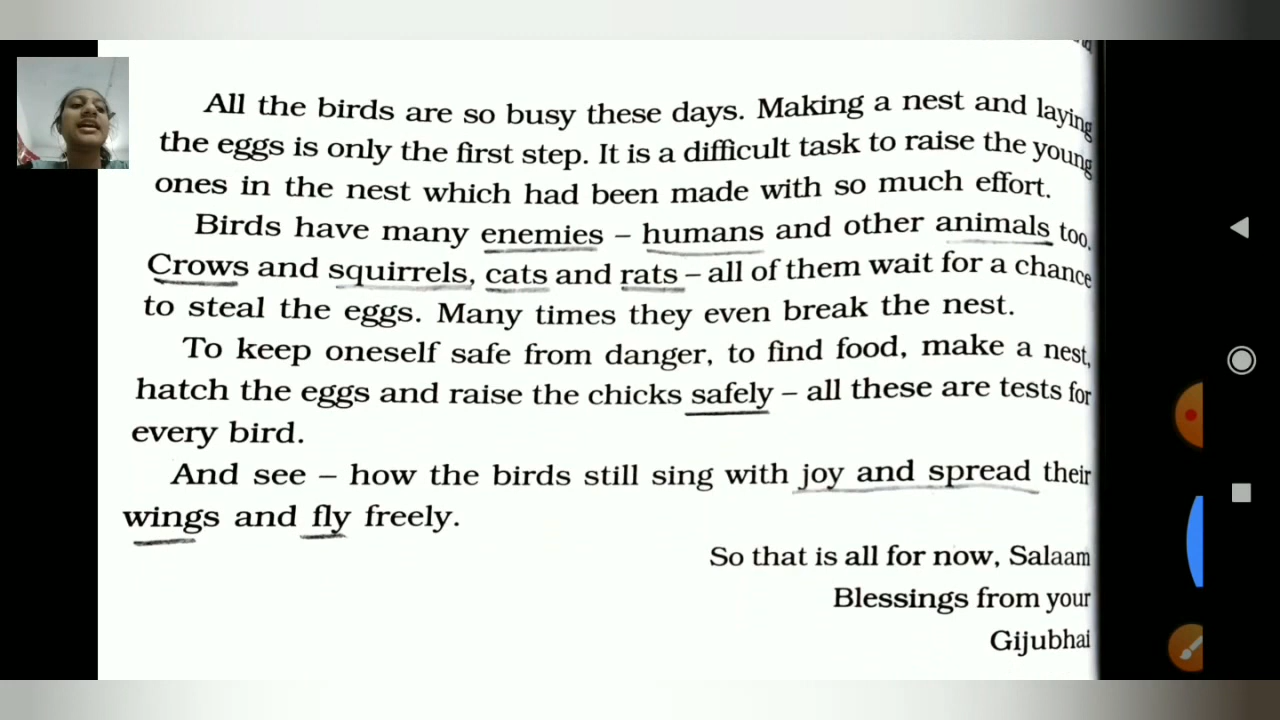 All the birds are so busy these days. Making a nest and laying
the eggs is only the first step. It is a difficult task to raise the young
ones in the nest which had been made with so much effort.
Birds have many enemies – humans and other animals too.
Crows and squirrels, cats and rats – all of them wait for a chance
to steal the eggs. Many times they even break the nest.
To keep oneself safe from danger, to find food, make a nest,
hatch the eggs and raise the chicks safely – all these are tests for
every bird.
And see – how the birds still sing with joy and spread their
wings and fly freely.
So that is all for now, Salaam
Blessings from your
Gijubhai